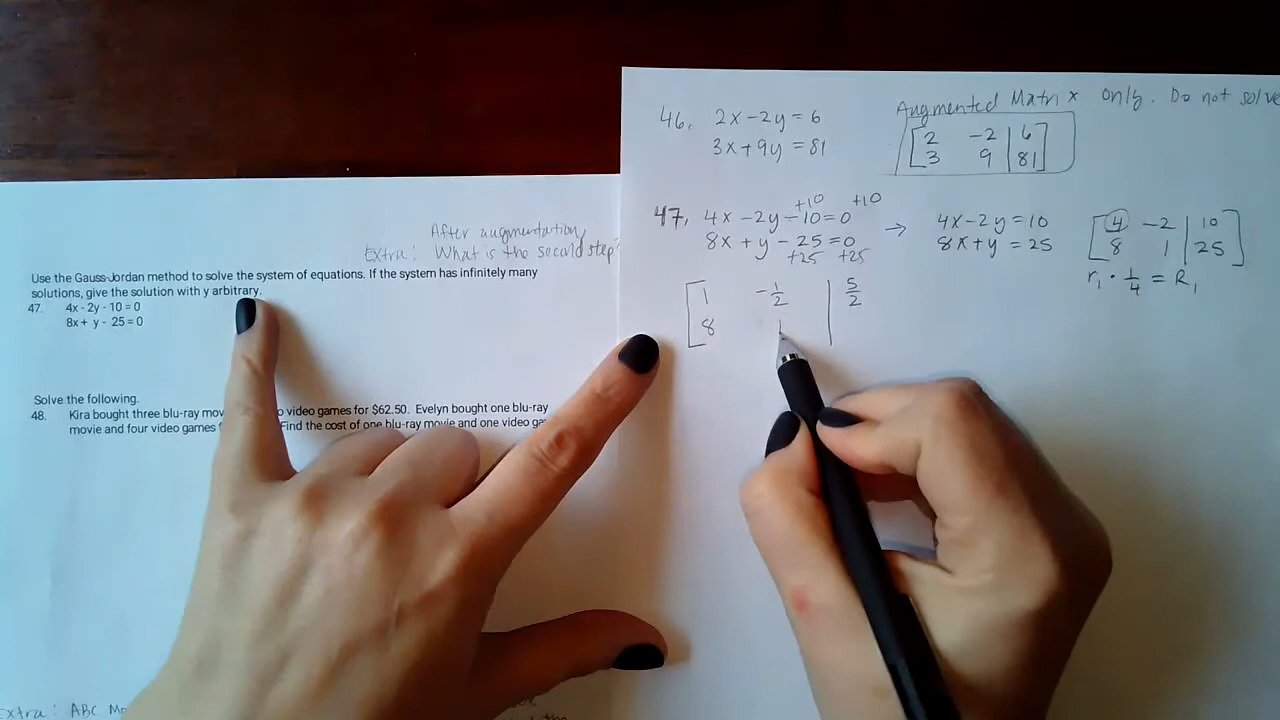 After augmentation,
Extra: What is the second step?
Use the Gauss-Jordan method to solve the system of equations. If the system has infinitely many
solutions, give the solution with y arbitrary.
47. 4x - 2y - 10 = 0
8x + y - 25 = 0
Solve the following.
48. Kira bought three blu-ray video games for $62.50. Evelyn bought one blu-ray
movie and four video games Find the cost of one blu-ray movie and one video
Extra: ABC
46. 2x-2y=6
3x+9y=81
Augmented Matrix Only. Do not solve
[2 -2 | 6]
[3 9 | 81]
47. 4x-2y-10=0 → 4x-2y=10
+10 +10
8x+y-25=0 8x+y=25
+25 +25
[4 -2 | 10]
[8 1 | 25]
r₁ · 1/4 = R₁
[1 -1/2 | 5/2
[8 1 |